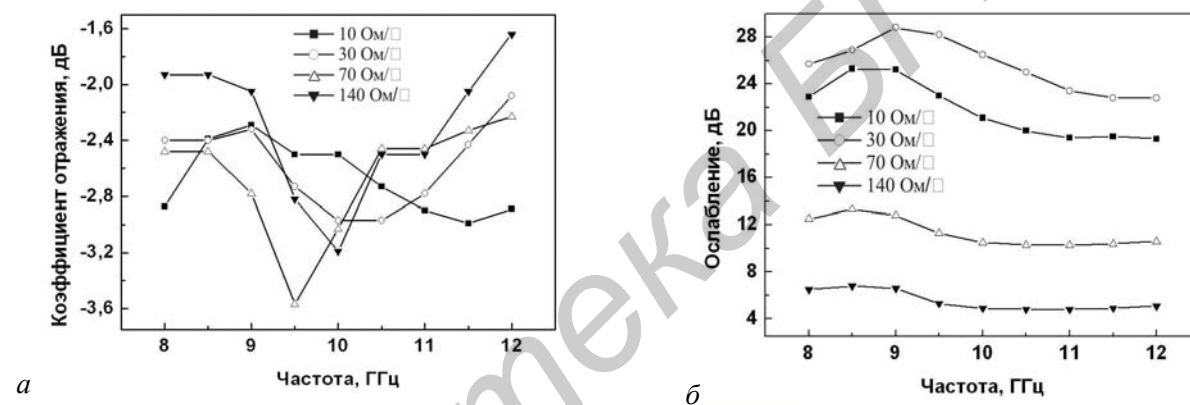 -1,6
-2,0
-2,4
-2,8
-3,2
-3,6
Коэффициент отражения, дБ
10 Ом/□
30 Ом/□
70 Ом/□
140 Ом/□
8 9 10 11 12
Частота, ГГц
а
28
24
20
16
12
8
4
Ослабление, дБ
10 Ом/□
30 Ом/□
70 Ом/□
140 Ом/□
8 9 10 11 12
Частота, ГГц
б